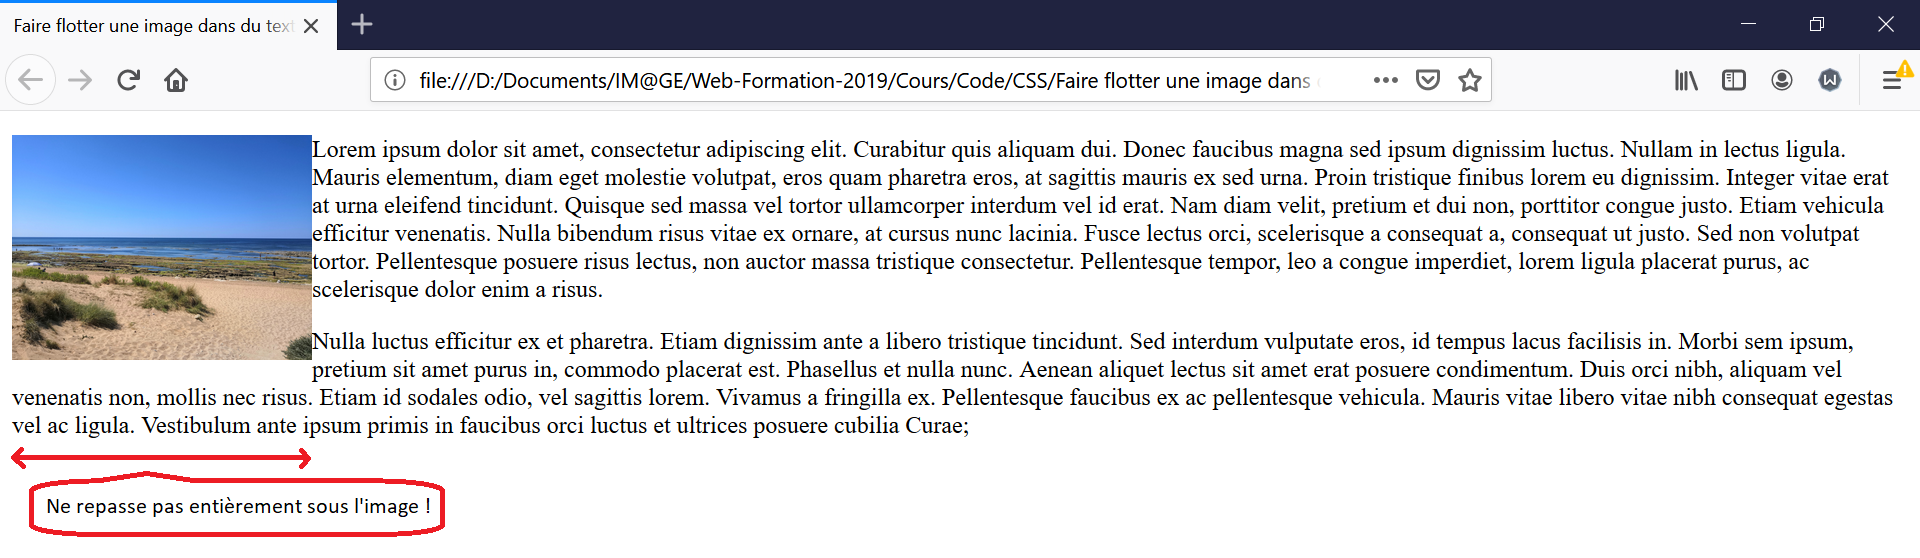 Faire flotter une image dans du text
file:///D:/Documents/IM@GE/Web-Formation-2019/Cours/Code/CSS/Faire flotter une image dans
Lorem ipsum dolor sit amet, consectetur adipiscing elit. Curabitur quis aliquam dui. Donec faucibus magna sed ipsum dignissim luctus. Nullam in lectus ligula.
Mauris elementum, diam eget molestie volutpat, eros quam pharetra eros, at sagittis mauris ex sed urna. Proin tristique finibus lorem eu dignissim. Integer vitae erat
at urna eleifend tincidunt. Quisque sed massa vel tortor ullamcorper interdum vel id erat. Nam diam velit, pretium et dui non, porttitor congue justo. Etiam vehicula
efficitur venenatis. Nulla bibendum risus vitae ex ornare, at cursus nunc lacinia. Fusce lectus orci, scelerisque a consequat a, consequat ut justo. Sed non volutpat
tortor. Pellentesque posuere risus lectus, non auctor massa tristique consectetur. Pellentesque tempor, leo a congue imperdiet, lorem ligula placerat purus, ac
scelerisque dolor enim a risus.
Nulla luctus efficitur ex et pharetra. Etiam dignissim ante a libero tristique tincidunt. Sed interdum vulputate eros, id tempus lacus facilisis in. Morbi sem ipsum,
pretium sit amet purus in, commodo placerat est. Phasellus et nulla nunc. Aenean aliquet lectus sit amet erat posuere condimentum. Duis orci nibh, aliquam vel
venenatis non, mollis nec risus. Etiam id sodales odio, vel sagittis lorem. Vivamus a fringilla ex. Pellentesque faucibus ex ac pellentesque vehicula. Mauris vitae libero vitae nibh consequat egestas
vel ac ligula. Vestibulum ante ipsum primis in faucibus orci luctus et ultrices posuere cubilia Curae;
Ne repasse pas entièrement sous l'image !